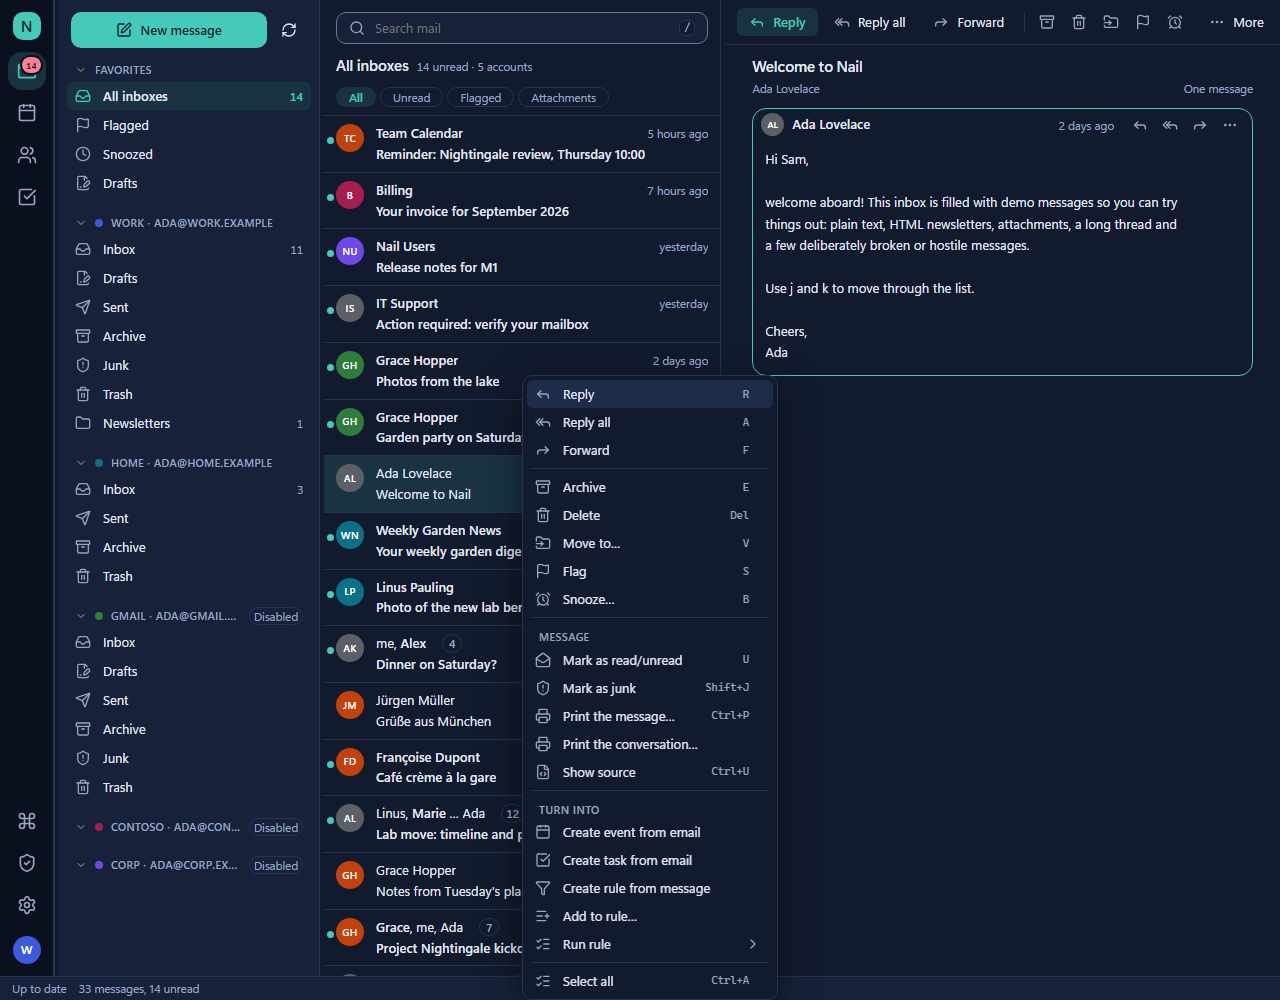 N
14
W
New message
FAVORITES
All inboxes 14
Flagged
Snoozed
Drafts
WORK · ADA@WORK.EXAMPLE
Inbox 11
Drafts
Sent
Archive
Junk
Trash
Newsletters 1
HOME · ADA@HOME.EXAMPLE
Inbox 3
Sent
Archive
Trash
GMAIL · ADA@GMAIL.... Disabled
Inbox
Drafts
Sent
Archive
Junk
Trash
CONTOSO · ADA@CON... Disabled
CORP · ADA@CORP.EX... Disabled
Search mail /
All inboxes 14 unread · 5 accounts
All Unread Flagged Attachments
TC Team Calendar 5 hours ago
Reminder: Nightingale review, Thursday 10:00
B Billing 7 hours ago
Your invoice for September 2026
NU Nail Users yesterday
Release notes for M1
IS IT Support yesterday
Action required: verify your mailbox
GH Grace Hopper 2 days ago
Photos from the lake
GH Grace Hopper
Garden party on Saturday
AL Ada Lovelace
Welcome to Nail
WN Weekly Garden News
Your weekly garden dige
LP Linus Pauling
Photo of the new lab ben
AK me, Alex 4
Dinner on Saturday?
JM Jürgen Müller
Grüße aus München
FD Françoise Dupont
Café crème à la gare
AL Linus, Marie ... Ada 12
Lab move: timeline and p
GH Grace Hopper
Notes from Tuesday's pla
GH Grace, me, Ada 7
Project Nightingale kickc
Reply Reply all Forward More
Welcome to Nail
Ada Lovelace One message
AL Ada Lovelace 2 days ago
Hi Sam,
welcome aboard! This inbox is filled with demo messages so you can try
things out: plain text, HTML newsletters, attachments, a long thread and
a few deliberately broken or hostile messages.
Use j and k to move through the list.
Cheers,
Ada
Reply R
Reply all A
Forward F
Archive E
Delete Del
Move to... V
Flag S
Snooze... B
MESSAGE
Mark as read/unread U
Mark as junk Shift+J
Print the message... Ctrl+P
Print the conversation...
Show source Ctrl+U
TURN INTO
Create event from email
Create task from email
Create rule from message
Add to rule...
Run rule
Select all Ctrl+A
Up to date 33 messages, 14 unread